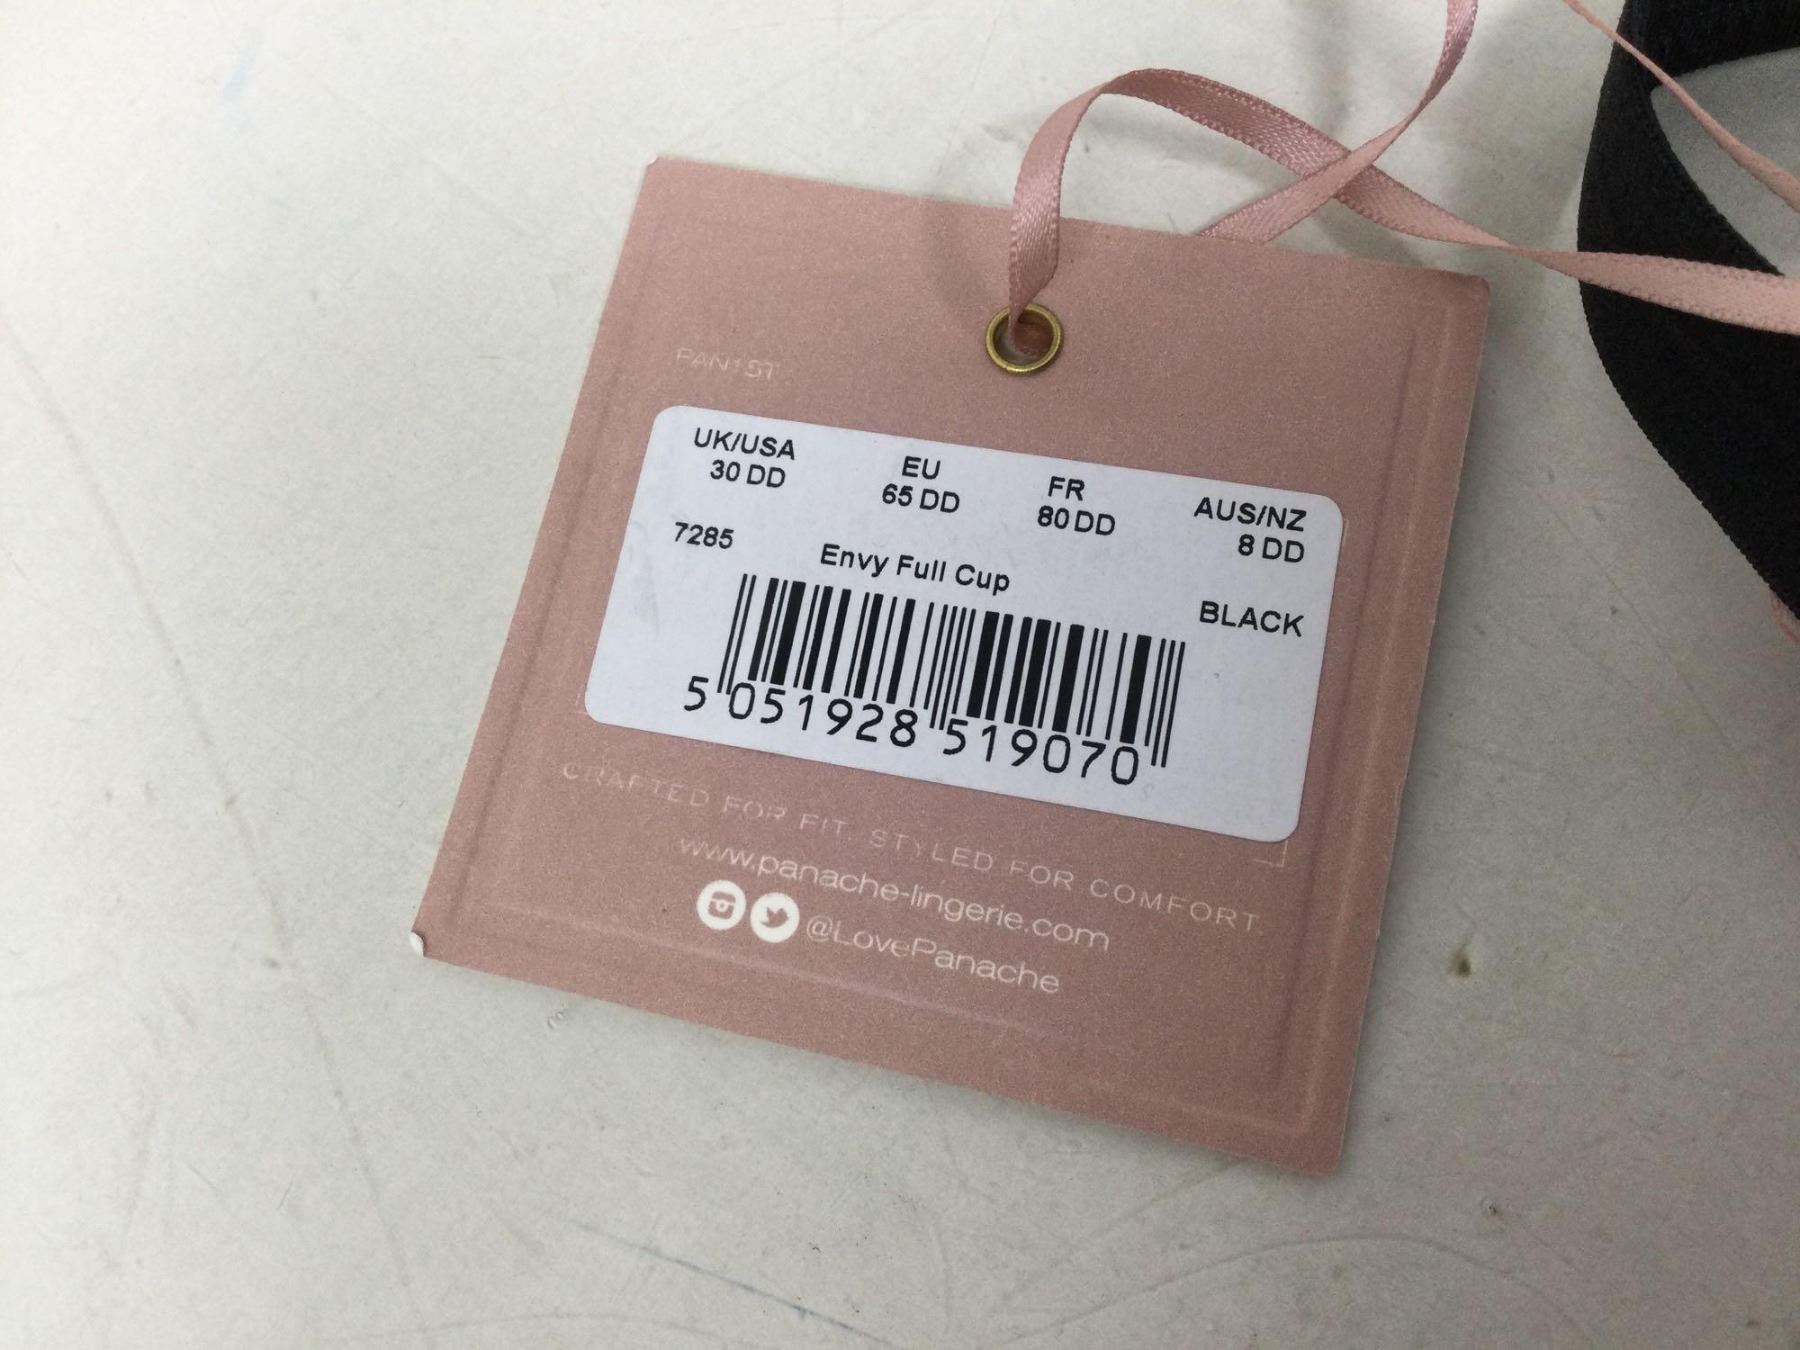 PAN1ST
UK/USA EU FR AUS/NZ
30 DD 65 DD 80 DD 8 DD
7285 Envy Full Cup BLACK
5 051928 519070
CRAFTED FOR FIT. STYLED FOR COMFORT.
www.panache-lingerie.com
@LovePanache